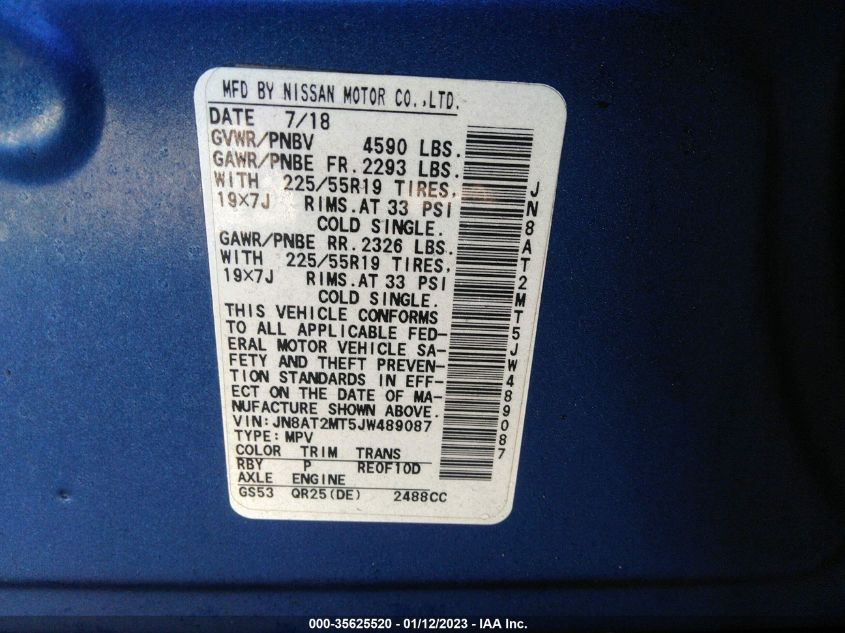 MFD BY NISSAN MOTOR CO.,LTD.
DATE 7/18
GVWR/PNBV 4590 LBS.
GAWR/PNBE FR.2293 LBS.
WITH 225/55R19 TIRES.
19×7J RIMS.AT 33 PSI
COLD SINGLE.
GAWR/PNBE RR.2326 LBS.
WITH 225/55R19 TIRES.
19×7J RIMS.AT 33 PSI
COLD SINGLE.
THIS VEHICLE CONFORMS
TO ALL APPLICABLE FED-
ERAL MOTOR VEHICLE SA-
FETY AND THEFT PREVEN-
TION STANDARDS IN EFF-
ECT ON THE DATE OF MA-
NUFACTURE SHOWN ABOVE.
VIN: JN8AT2MT5JW489087
TYPE: MPV
COLOR TRIM TRANS
RBY P RE0F10D
AXLE ENGINE
GS53 QR25(DE) 2488CC
JN8AT2MT5JW489087
000-35625520 - 01/12/2023 - IAA Inc.